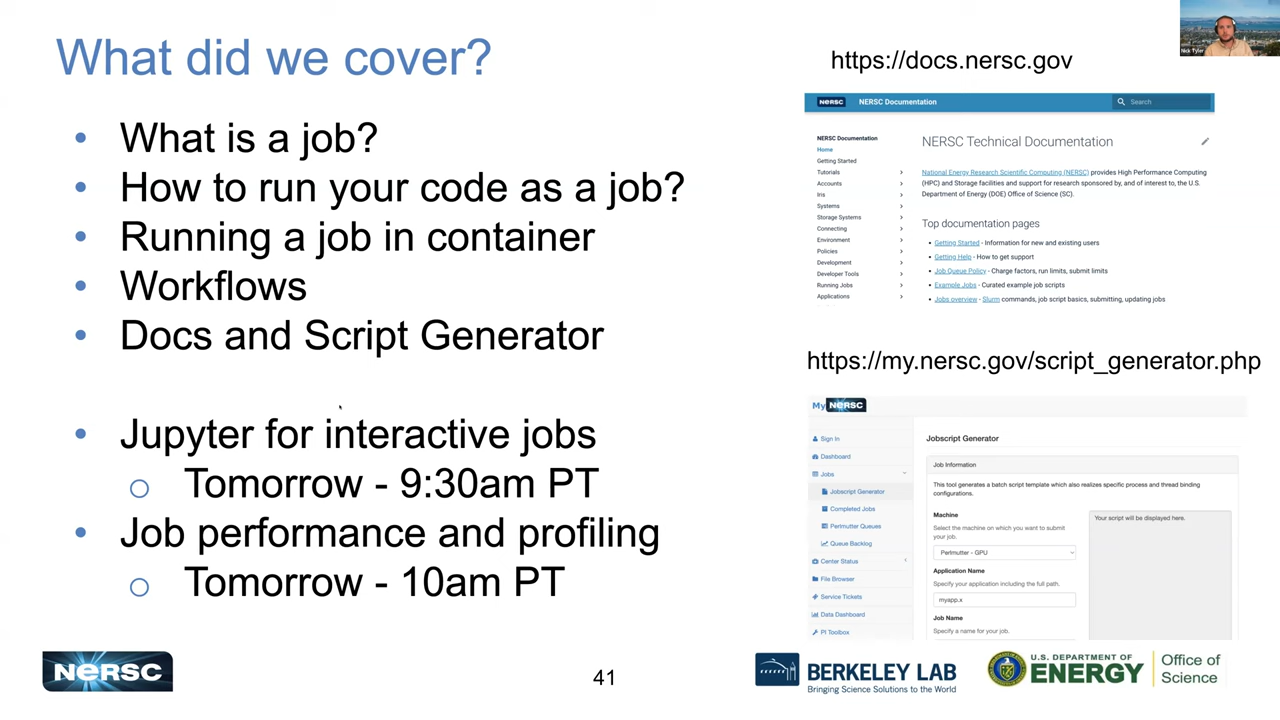 What did we cover?
• What is a job?
• How to run your code as a job?
• Running a job in container
• Workflows
• Docs and Script Generator
• Jupyter for interactive jobs
○ Tomorrow - 9:30am PT
• Job performance and profiling
○ Tomorrow - 10am PT
https://docs.nersc.gov
NERSC
NERSC Documentation
Search
NERSC Documentation
Home
Getting Started
Tutorials
Accounts
Iris
Systems
Storage Systems
Connecting
Environment
Policies
Development
Developer Tools
Running Jobs
Applications
NERSC Technical Documentation
National Energy Research Scientific Computing (NERSC) provides High Performance Computing
(HPC) and Storage facilities and support for research sponsored by, and of interest to, the U.S.
Department of Energy (DOE) Office of Science (SC).
Top documentation pages
• Getting Started - Information for new and existing users
• Getting Help - How to get support
• Job Queue Policy - Charge factors, run limits, submit limits
• Example Jobs - Curated example job scripts
• Jobs overview - Slurm commands, job script basics, submitting, updating jobs
https://my.nersc.gov/script_generator.php
My NERSC
Sign In
Dashboard
Jobs
Jobscript Generator
Completed Jobs
Perlmutter Queues
Queue Backlog
Center Status
File Browser
Service Tickets
Data Dashboard
PI Toolbox
Jobscript Generator
Job Information
This tool generates a batch script template which also realizes specific process and thread binding
configurations.
Machine
Select the machine on which you want to submit
your job.
Perlmutter - GPU
Application Name
Specify your application including the full path.
myapp.x
Job Name
Specify a name for your job.
Your script will be displayed here.
Nick Tyler
NERSC
41
BERKELEY LAB
Bringing Science Solutions to the World
U.S. DEPARTMENT OF
ENERGY
Office of
Science